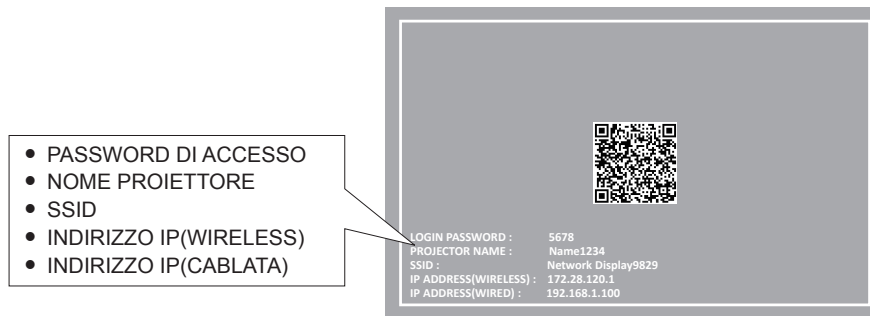 • PASSWORD DI ACCESSO
• NOME PROIETTORE
• SSID
• INDIRIZZO IP(WIRELESS)
• INDIRIZZO IP(CABLATA)
LOGIN PASSWORD : 5678
PROJECTOR NAME : Name1234
SSID : Network Display9829
IP ADDRESS(WIRELESS) : 172.28.120.1
IP ADDRESS(WIRED) : 192.168.1.100